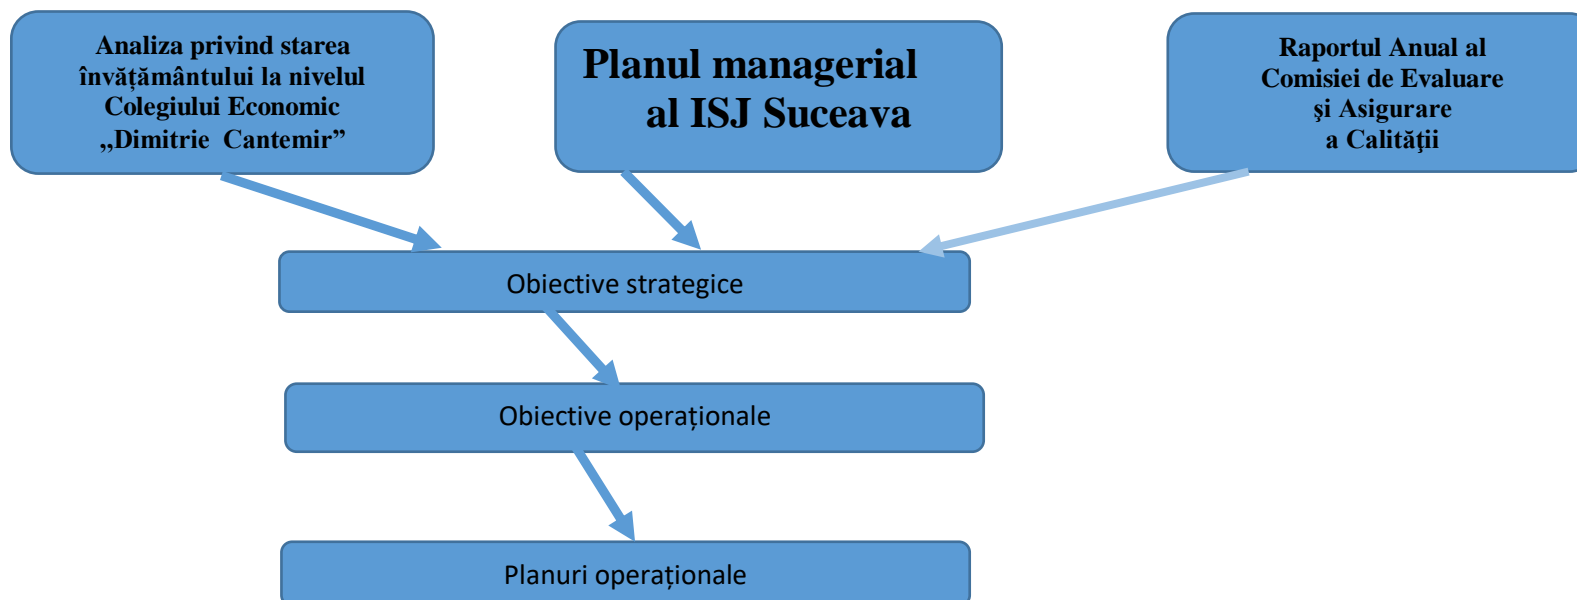 Analiza privind starea
învățământului la nivelul
Colegiului Economic
„Dimitrie Cantemir”
Planul managerial
al ISJ Suceava
Raportul Anual al
Comisiei de Evaluare
şi Asigurare
a Calităţii
Obiective strategice
Obiective operaționale
Planuri operaționale